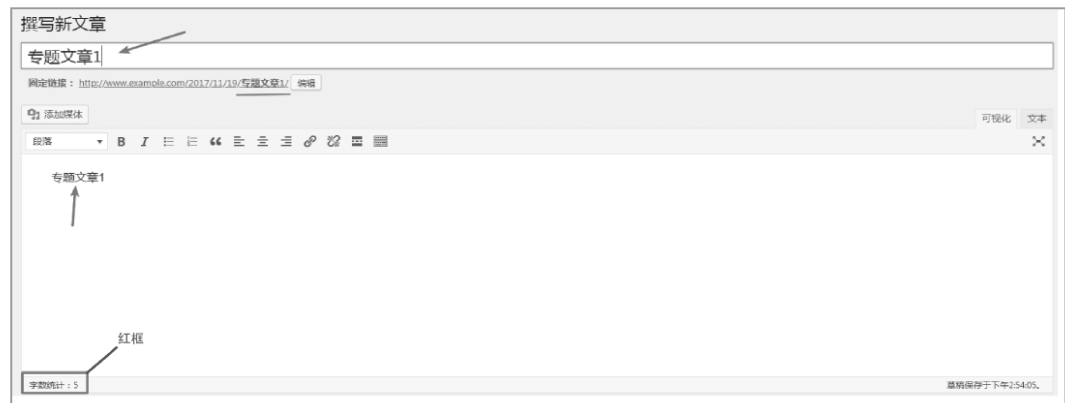 撰写新文章
专题文章1
固定链接：http://www.example.com/2017/11/19/专题文章1/ 编辑
添加媒体
可视化 文本
段落 B I
专题文章1
红框
字数统计：5 草稿保存于下午2:54:05。